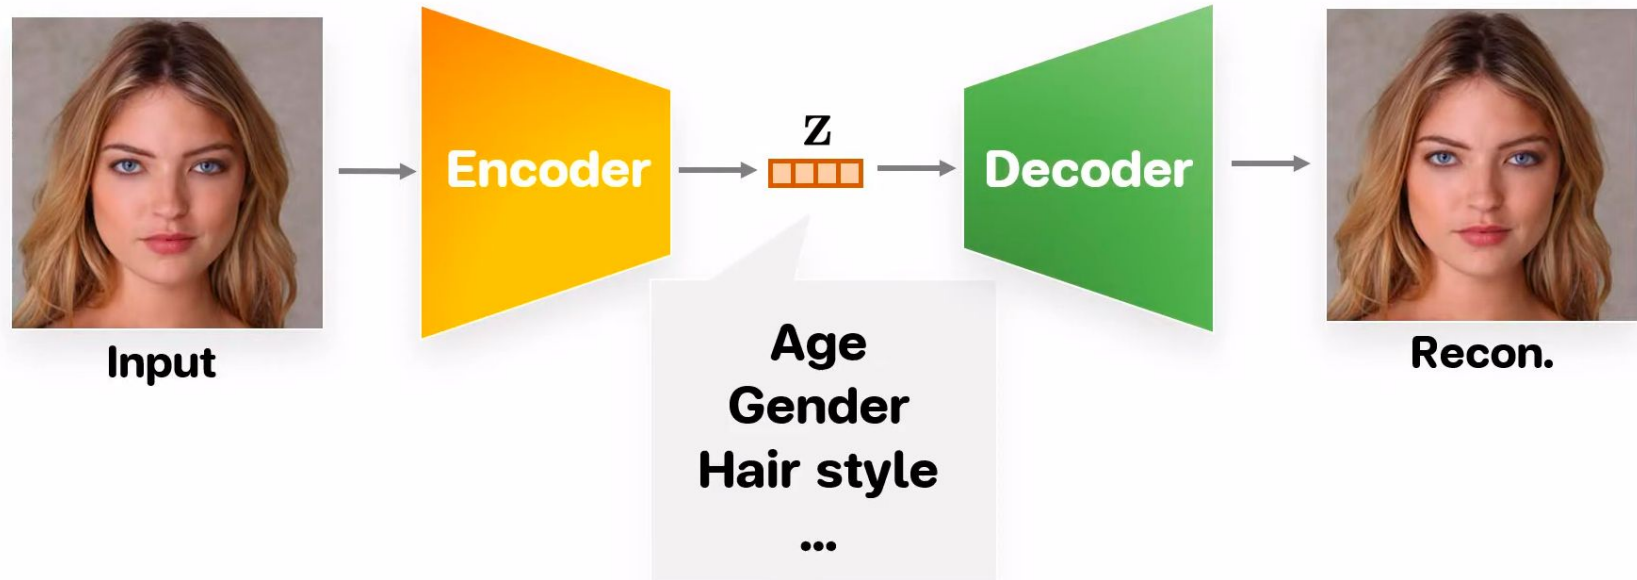 Encoder
z
Decoder
Input
Recon.
Age
Gender
Hair style
...